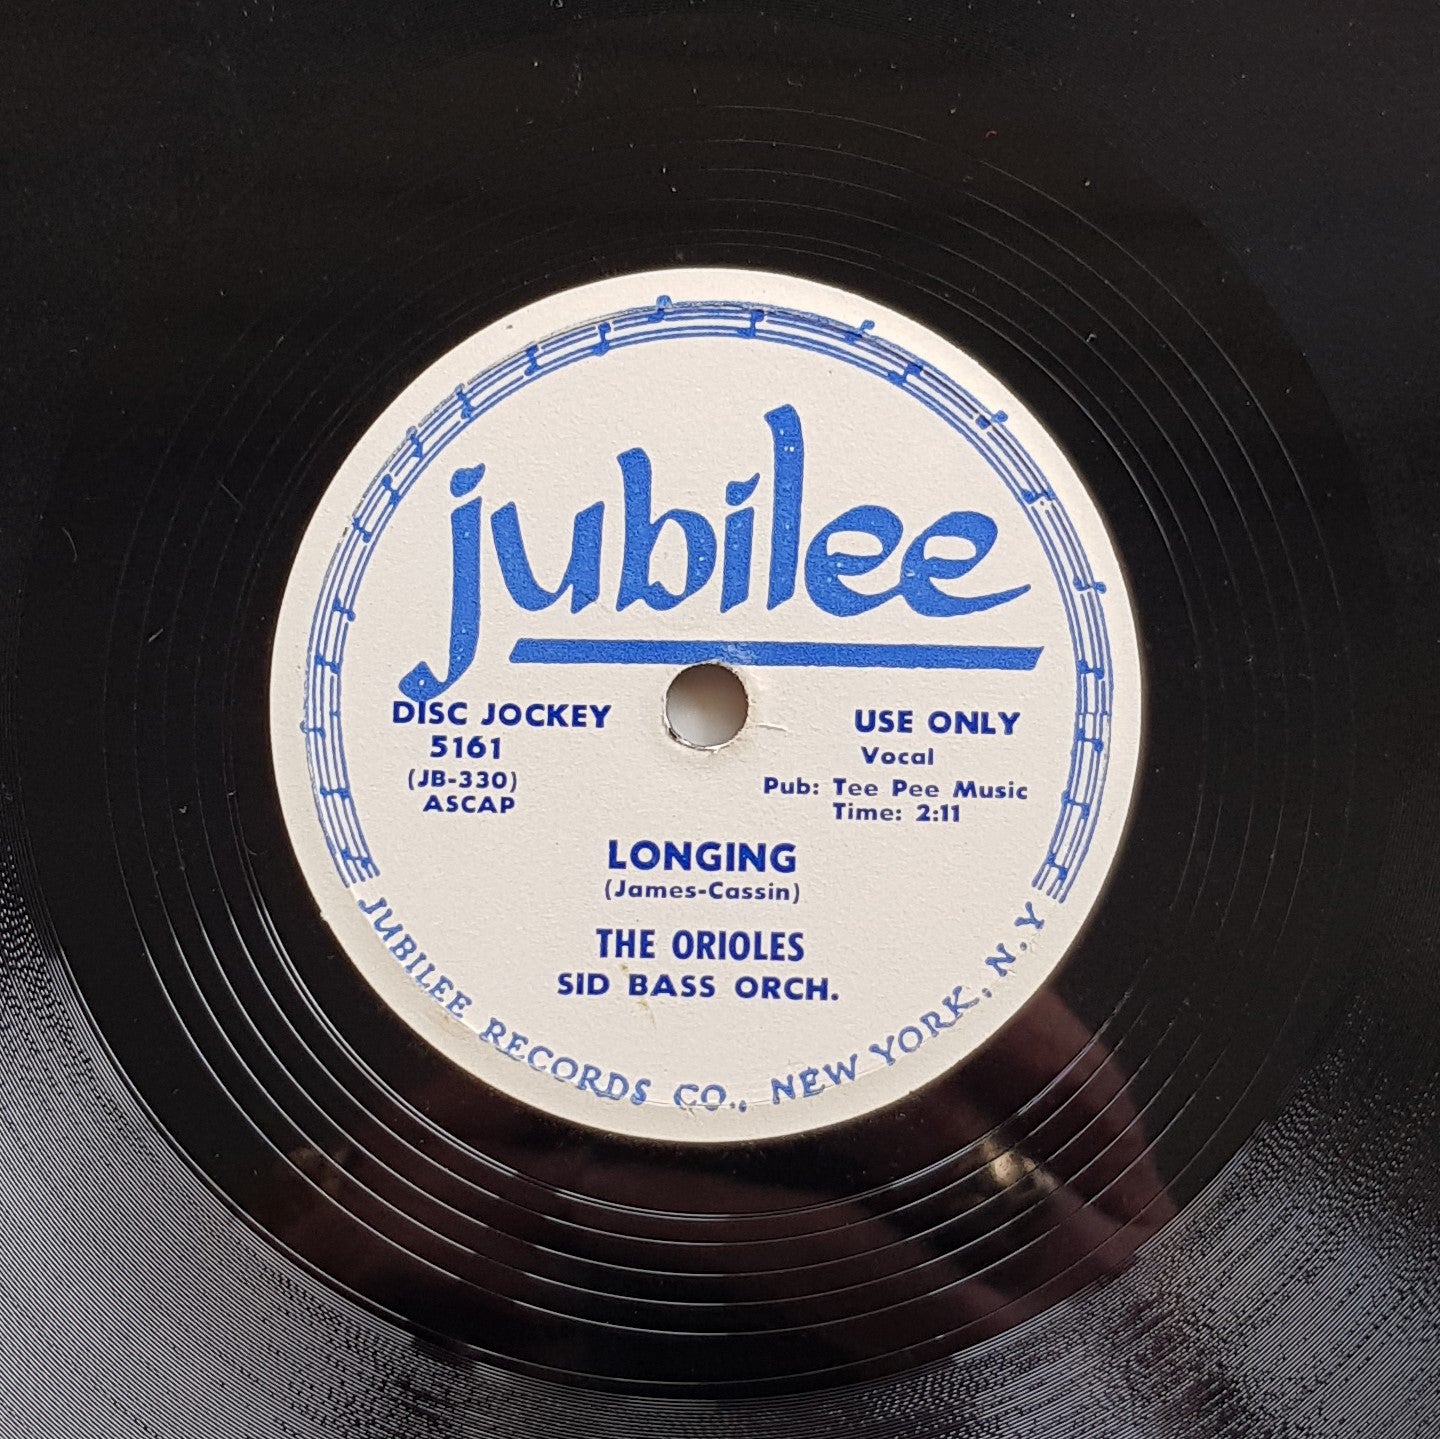 jubilee
DISC JOCKEY USE ONLY
5161 Vocal
(JB-330) Pub: Tee Pee Music
ASCAP Time: 2:11
LONGING
(James-Cassin)
THE ORIOLES
SID BASS ORCH.
JUBILEE RECORDS CO., NEW YORK, N.Y